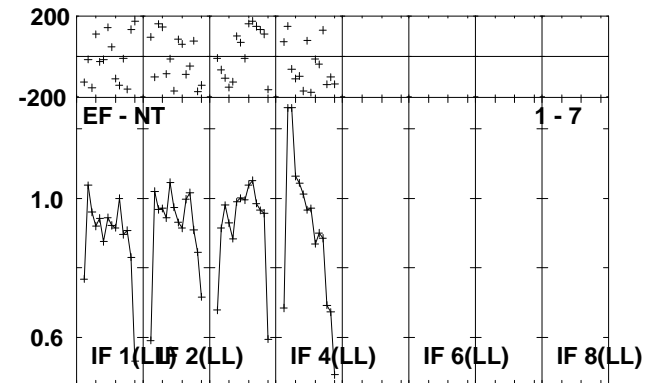 200
-200
EF - NT 1 - 7
1.0
0.6
IF 1(LL) IF 2(LL) IF 4(LL) IF 6(LL) IF 8(LL)